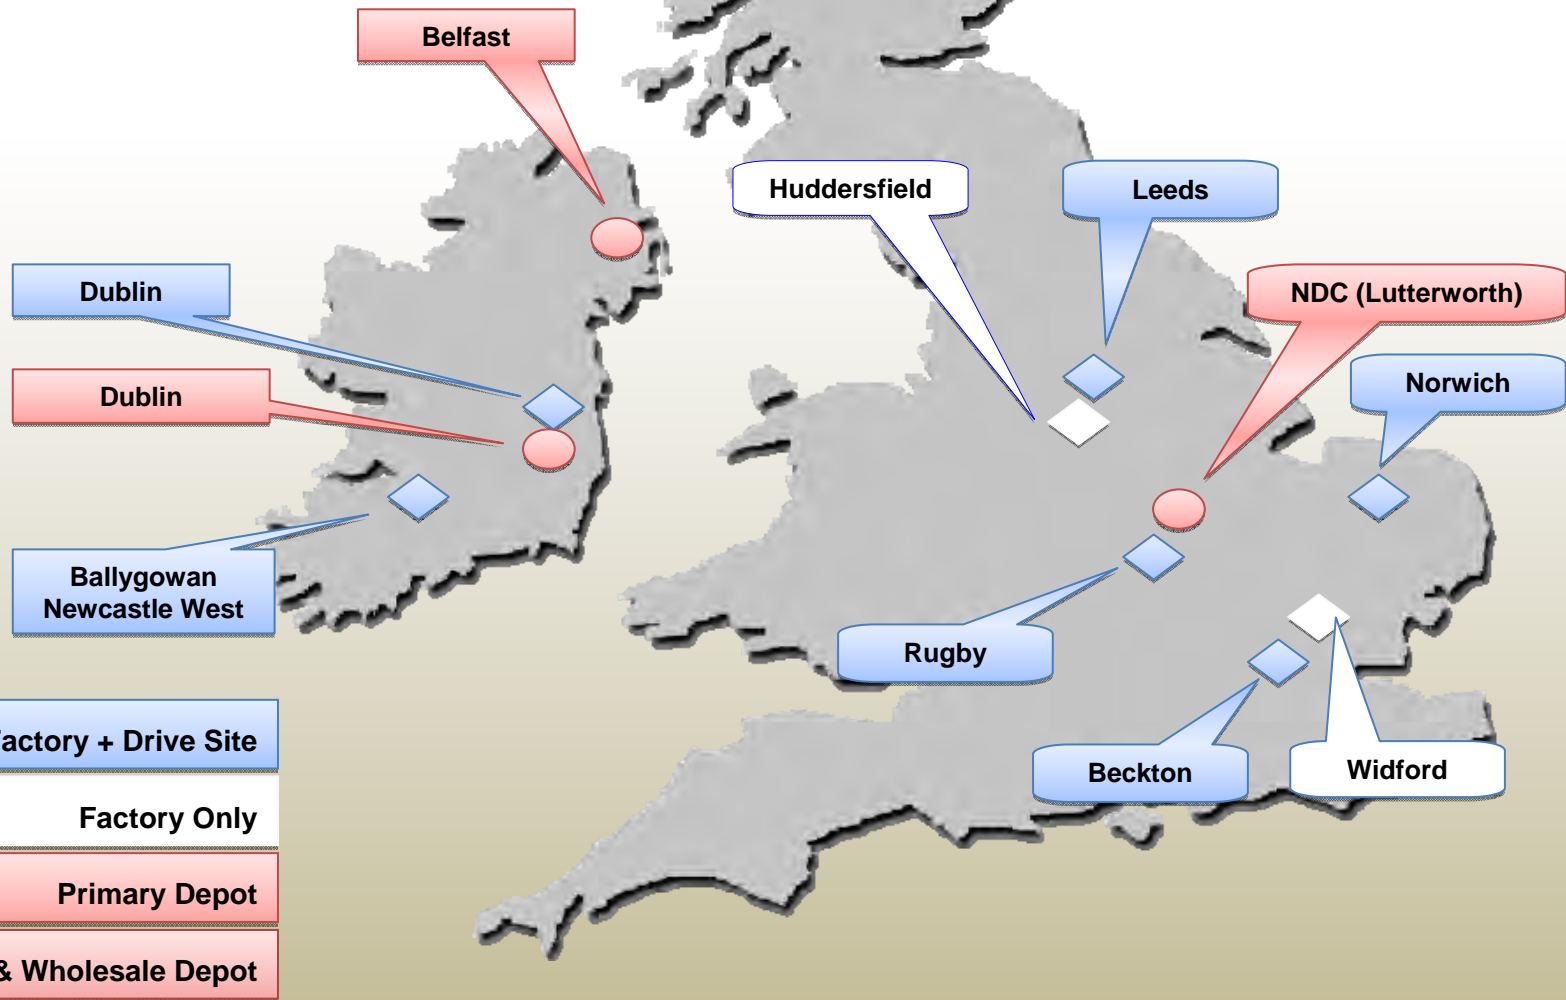 Belfast
Huddersfield
Leeds
Dublin
NDC (Lutterworth)
Dublin
Norwich
Ballygowan
Newcastle West
Rugby
Beckton
Widford
Factory + Drive Site
Factory Only
Primary Depot
& Wholesale Depot